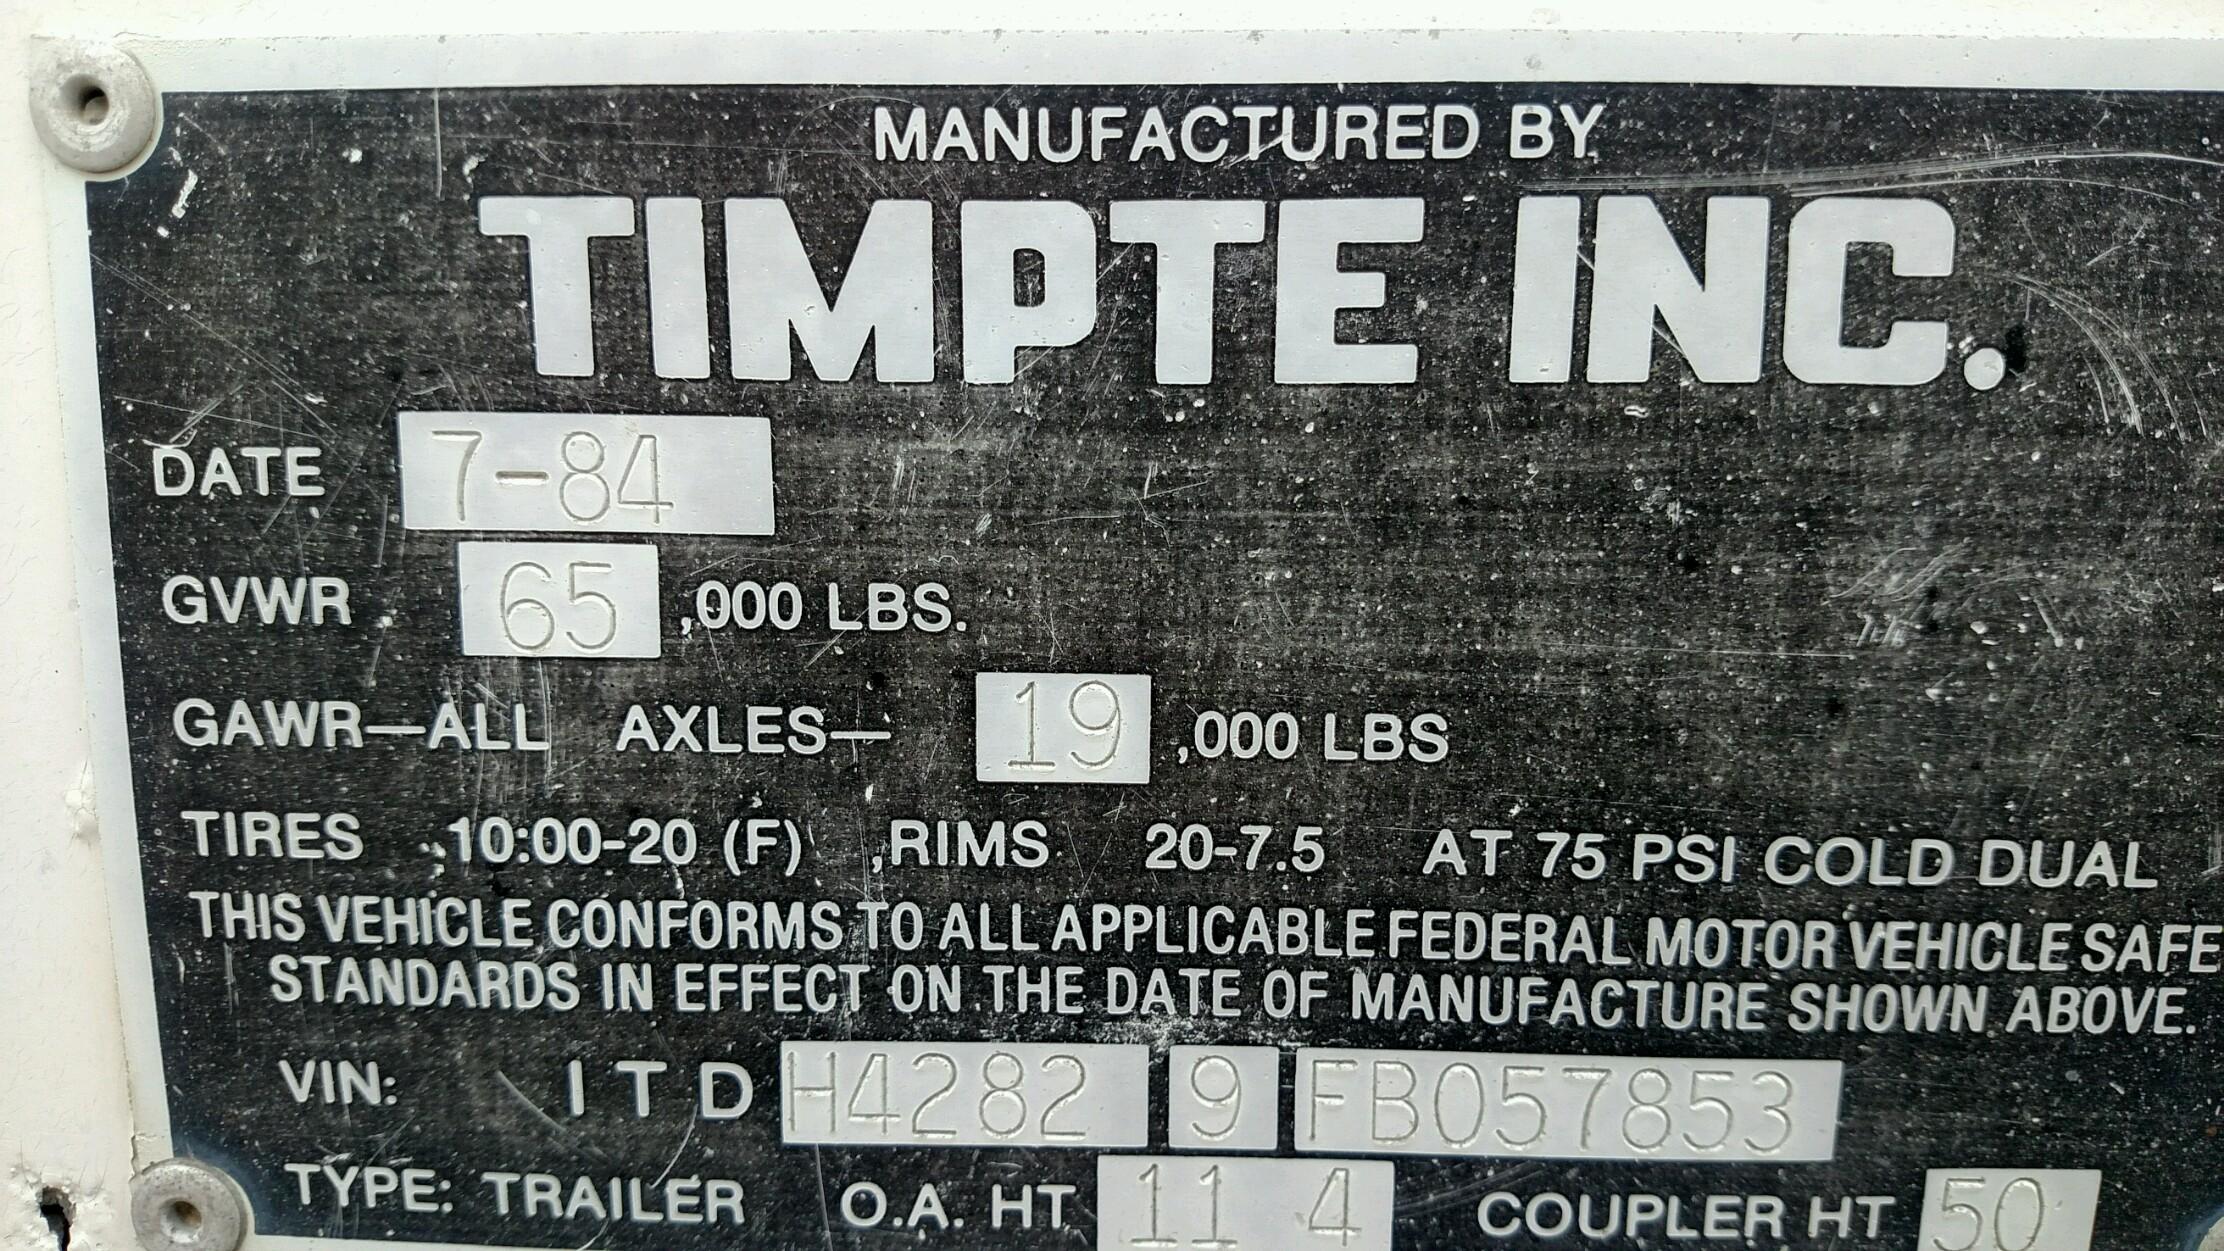 MANUFACTURED BY
TIMPTE INC.
DATE 7-84
GVWR 65 ,000 LBS.
GAWR—ALL AXLES— 19 ,000 LBS
TIRES 10:00-20 (F) ,RIMS 20-7.5 AT 75 PSI COLD DUAL
THIS VEHICLE CONFORMS TO ALL APPLICABLE FEDERAL MOTOR VEHICLE SAFE
STANDARDS IN EFFECT ON THE DATE OF MANUFACTURE SHOWN ABOVE.
VIN: I T D H4282 9 FB057853
TYPE: TRAILER O.A. HT 11 4 COUPLER HT 50